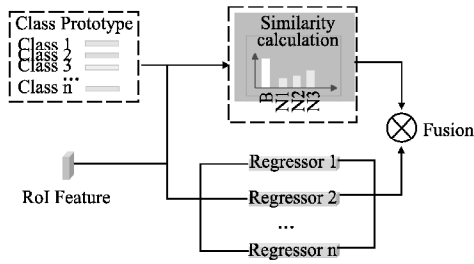 Class Prototype
Class 1
Class 2
Class 3
...
Class n
Similarity
calculation
B
N1
N2
N3
Fusion
RoI Feature
Regressor 1
Regressor 2
...
Regressor n